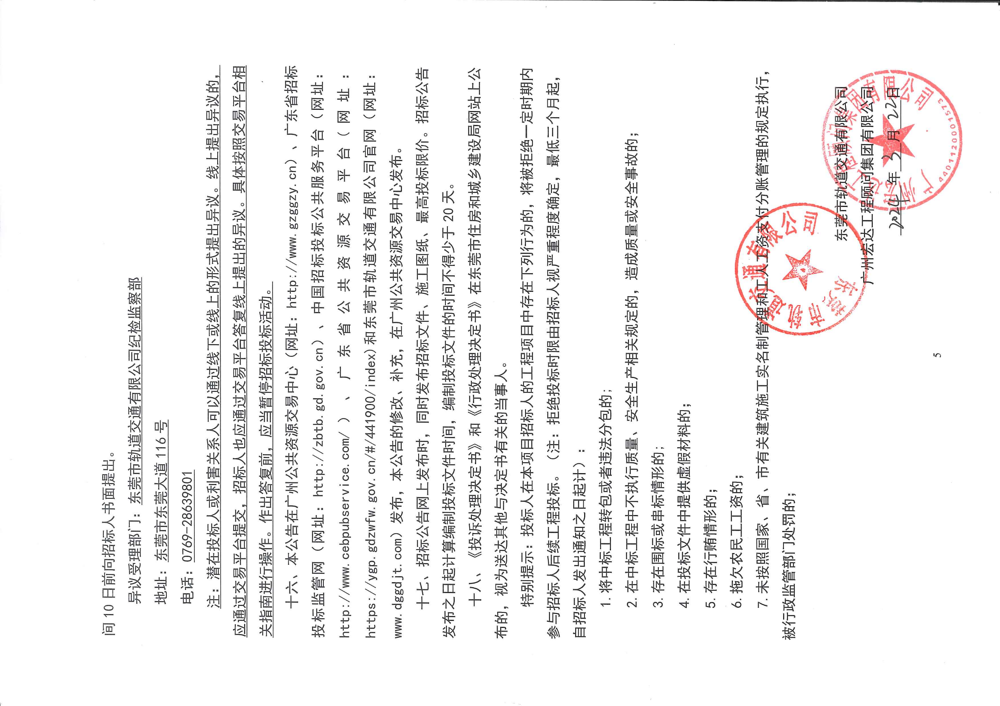 间 10 日前向招标人书面提出。
异议受理部门：东莞市轨道交通有限公司纪检监察部
地址：东莞市东莞大道 116 号
电话：0769-28639801
注：潜在投标人或利害关系人可以通过线下或线上的形式提出异议。线上提出异议的，
应通过交易平台提交，招标人也应通过交易平台答复线上提出的异议。具体按照交易平台相
关指南进行操作。作出答复前，应当暂停招标投标活动。
十六、本公告在广州公共资源交易中心（网址：http://www.gzggzy.cn）、广东省招标
投标监管网（网址：http://zbtb.gd.gov.cn）、中国招标投标公共服务平台（网址：
http://www.cebpubservice.com/）、广东省公共资源交易平台（网址：
https://ygp.gdzwfw.gov.cn/#/441900/index)和东莞市轨道交通有限公司官网（网址：
www.dggdjt.com）发布，本公告的修改、补充，在广州公共资源交易中心发布。
十七、招标公告网上发布时，同时发布招标文件、施工图纸、最高投标限价。招标公告
发布之日起计算编制投标文件时间，编制投标文件的时间不得少于 20 天。
十八、《投诉处理决定书》和《行政处理决定书》在东莞市住房和城乡建设局网站上公
布的，视为送达其他与决定书有关的当事人。
特别提示：投标人在本项目招标人的工程项目中存在下列行为的，将被拒绝一定时期内
参与招标人后续工程投标。（注：拒绝投标时限由招标人视严重程度确定，最低三个月起，
自招标人发出通知之日起计）：
1. 将中标工程转包或者违法分包的；
2. 在中标工程中不执行质量、安全生产相关规定的，造成质量或安全事故的；
3. 存在围标或串标情形的；
4. 在投标文件中提供虚假材料的；
5. 存在行贿情形的；
6. 拖欠农民工工资的；
7. 未按照国家、省、市有关建筑施工实名制管理和工人工资支付分账管理的规定执行，
被行政监管部门处罚的；
东莞市轨道交通有限公司
东莞市轨道交通有限公司
广州宏达工程顾问集团有限公司
广州宏达工程顾问集团有限公司
4401120001573
2024 年 3 月 22 日
5